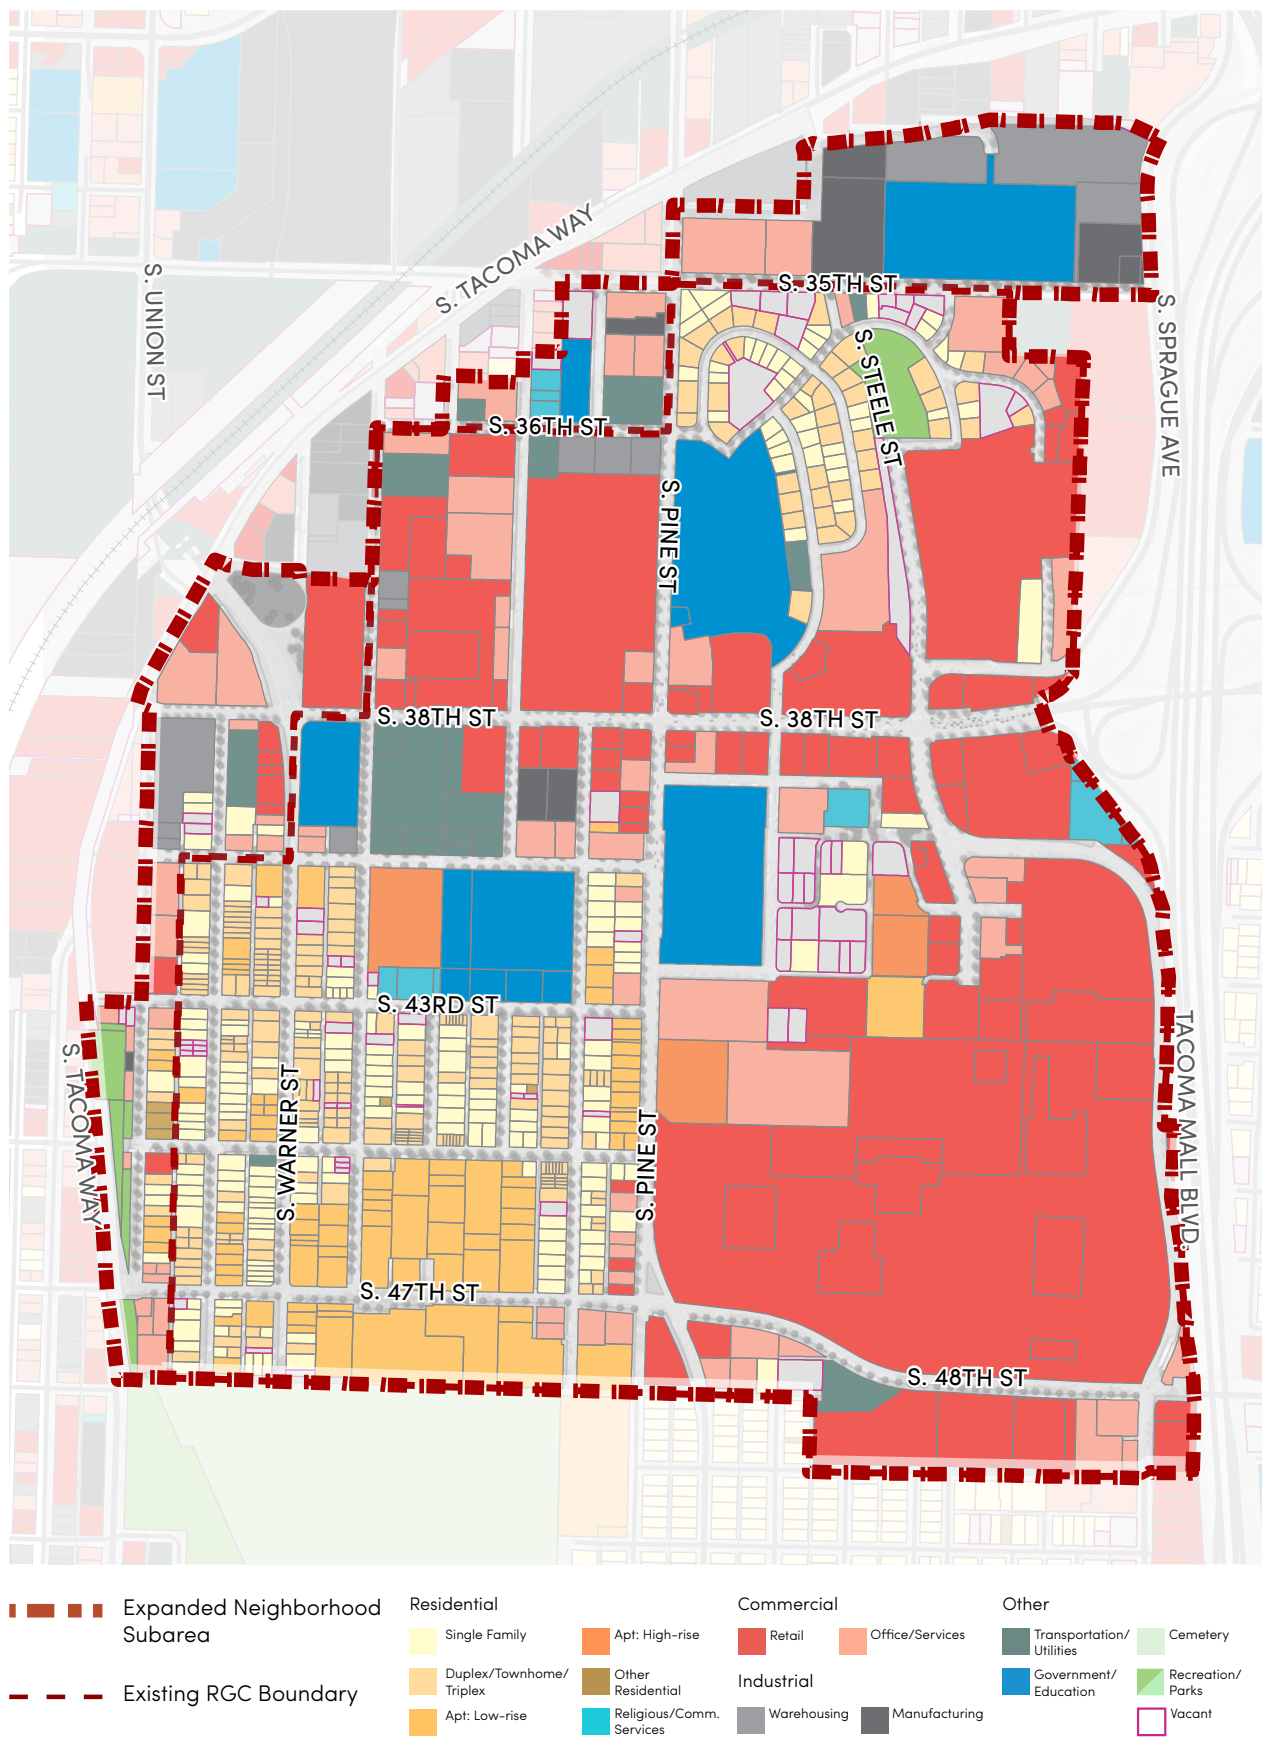 S. TACOMA WAY
S. UNION ST
S. 35TH ST
S. SPRAGUE AVE
S. STEELE ST
S. 36TH ST
S. PINE ST
S. 38TH ST
S. 38TH ST
S. 43RD ST
S. TACOMA WAY
S. WARNER ST
S. PINE ST
TACOMA MALL BLVD.
S. 47TH ST
S. 48TH ST
Expanded Neighborhood
Subarea
Existing RGC Boundary
Residential
Single Family
Duplex/Townhome/
Triplex
Apt: Low-rise
Apt: High-rise
Other
Residential
Religious/Comm.
Services
Commercial
Retail
Office/Services
Industrial
Warehousing
Manufacturing
Other
Transportation/
Utilities
Government/
Education
Cemetery
Recreation/
Parks
Vacant